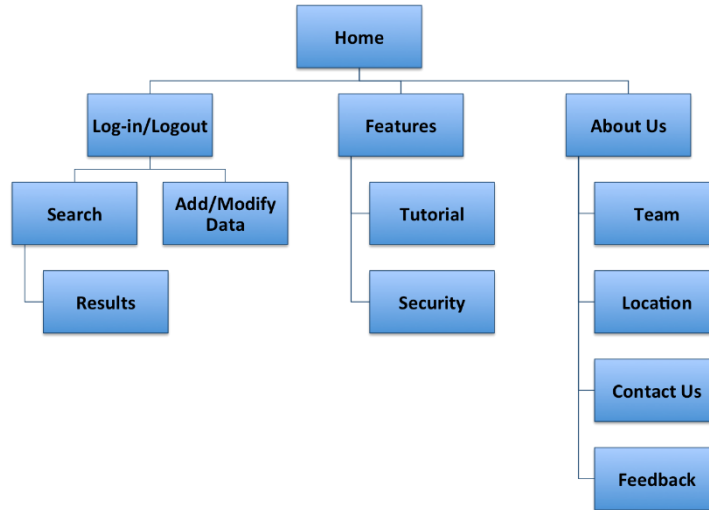 Home
Log-in/Logout
Features
About Us
Search
Add/Modify
Data
Tutorial
Team
Results
Security
Location
Contact Us
Feedback